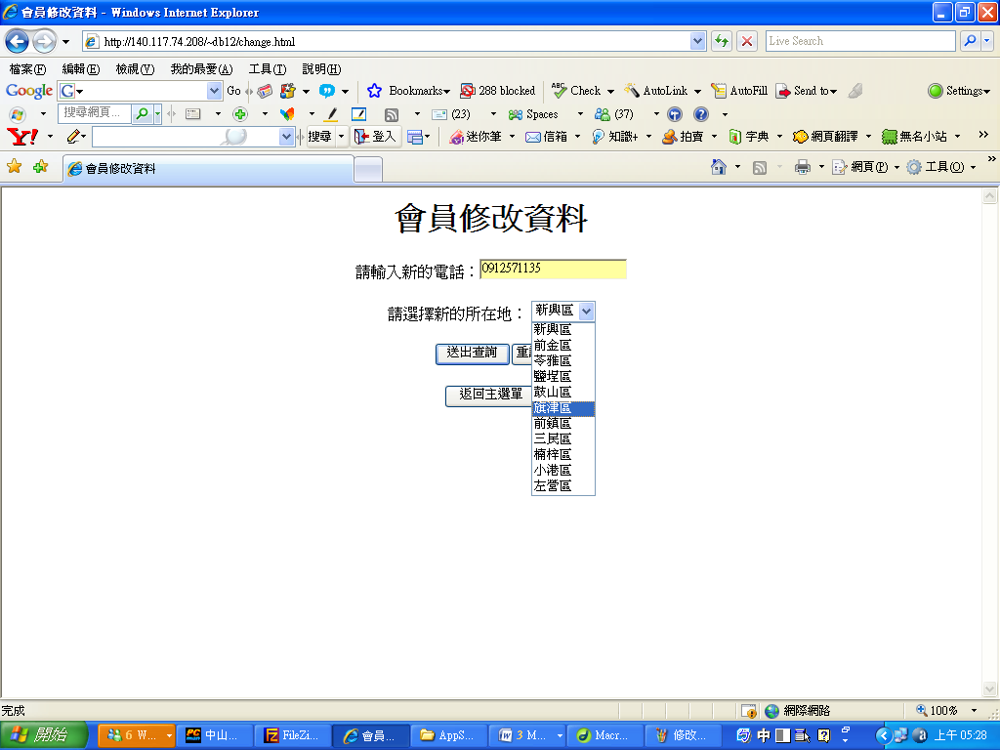 會員修改資料 - Windows Internet Explorer
http://140.117.74.208/~db12/change.html
Live Search
檔案(F) 編輯(E) 檢視(V) 我的最愛(A) 工具(T) 說明(H)
Google G Go Bookmarks 288 blocked Check AutoLink AutoFill Send to Settings
搜尋網頁... (23) Spaces (37)
Y! 搜尋 登入 迷你筆 信箱 知識+ 拍賣 字典 網頁翻譯 無名小站
會員修改資料 網頁(P) 工具(O)
會員修改資料
請輸入新的電話: 0912571135
請選擇新的所在地: 新興區
新興區
前金區
苓雅區
鹽埕區
鼓山區
旗津區
前鎮區
三民區
楠梓區
小港區
左營區
送出查詢
返回主選單
完成 網際網路 100%
開始 6 W... 中山... FileZi... 會員... AppS... 3 M... Macr... 修改... 中 上午 05:28